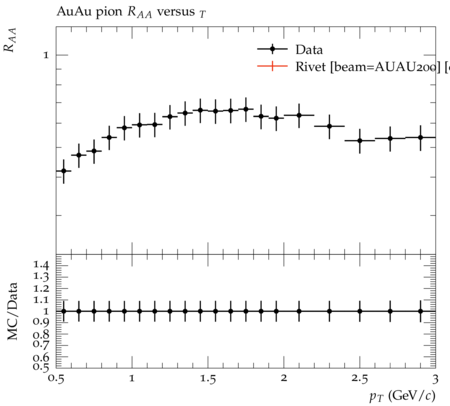 AuAu pion R_AA versus _T
R_AA
1
Data
Rivet [beam=AUAU200] [
MC/Data
1.4
1.3
1.2
1.1
1
0.9
0.8
0.7
0.6
0.5
0.5 1 1.5 2 2.5 3
p_T (GeV/c)